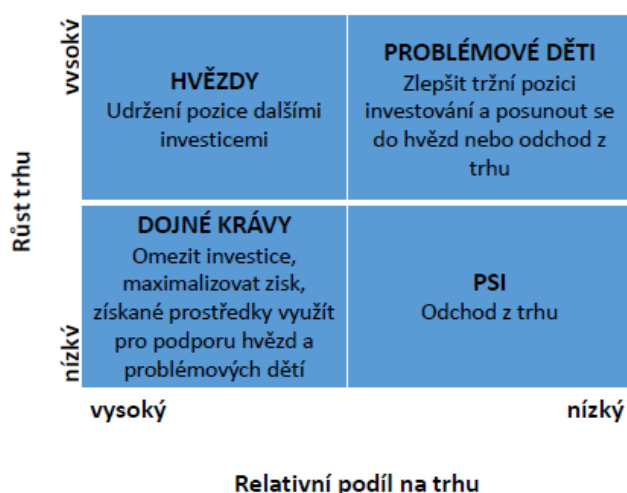 vysoký
HVĚZDY
Udržení pozice dalšími
investicemi
PROBLÉMOVÉ DĚTI
Zlepšit tržní pozici
investování a posunout se
do hvězd nebo odchod z
trhu
Růst trhu
DOJNÉ KRÁVY
Omezit investice,
maximalizovat zisk,
získané prostředky využít
pro podporu hvězd a
problémových dětí
PSI
Odchod z trhu
nízký
vysoký
nízký
Relativní podíl na trhu